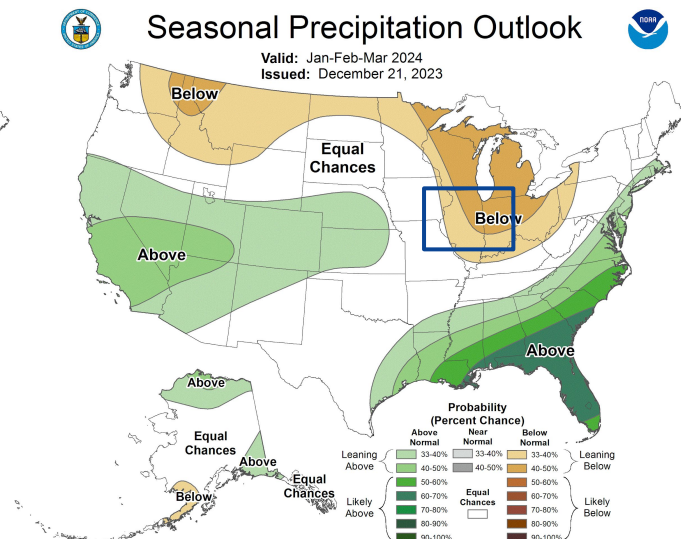 Seasonal Precipitation Outlook
NOAA
Valid: Jan-Feb-Mar 2024
Issued: December 21, 2023
Below
Equal
Chances
Below
Above
Above
Above
Equal
Chances
Above
Equal
Chances
Below
Probability
(Percent Chance)
Above
Normal
Near
Normal
Below
Normal
Leaning
Above
33-40%
33-40%
33-40%
Leaning
Below
40-50%
40-50%
40-50%
50-60%
50-60%
Likely
Above
60-70%
Equal
Chances
60-70%
Likely
Below
70-80%
70-80%
80-90%
80-90%
90-100%
90-100%